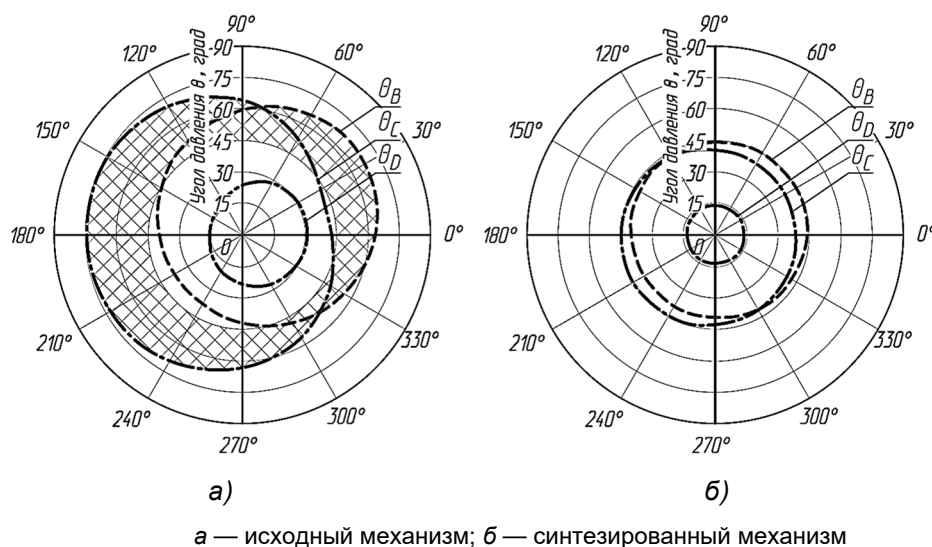 а)
90°
120°
60°
150°
30°
180°
0°
210°
330°
240°
300°
270°
Угол давления θ, град
90
75
60
45
30
15
0
θB
θC
θD
б)
90°
120°
60°
150°
30°
180°
0°
210°
330°
240°
300°
270°
Угол давления θ, град
90
75
60
45
30
15
0
θB
θD
θC
а)
б)
а — исходный механизм; б — синтезированный механизм